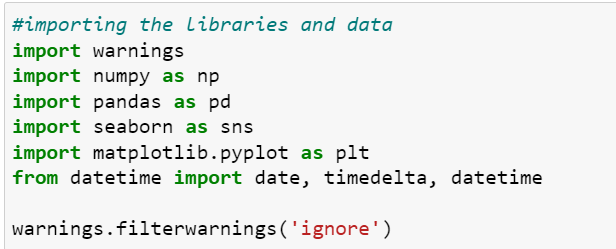 #importing the libraries and data
import warnings
import numpy as np
import pandas as pd
import seaborn as sns
import matplotlib.pyplot as plt
from datetime import date, timedelta, datetime
warnings.filterwarnings('ignore')